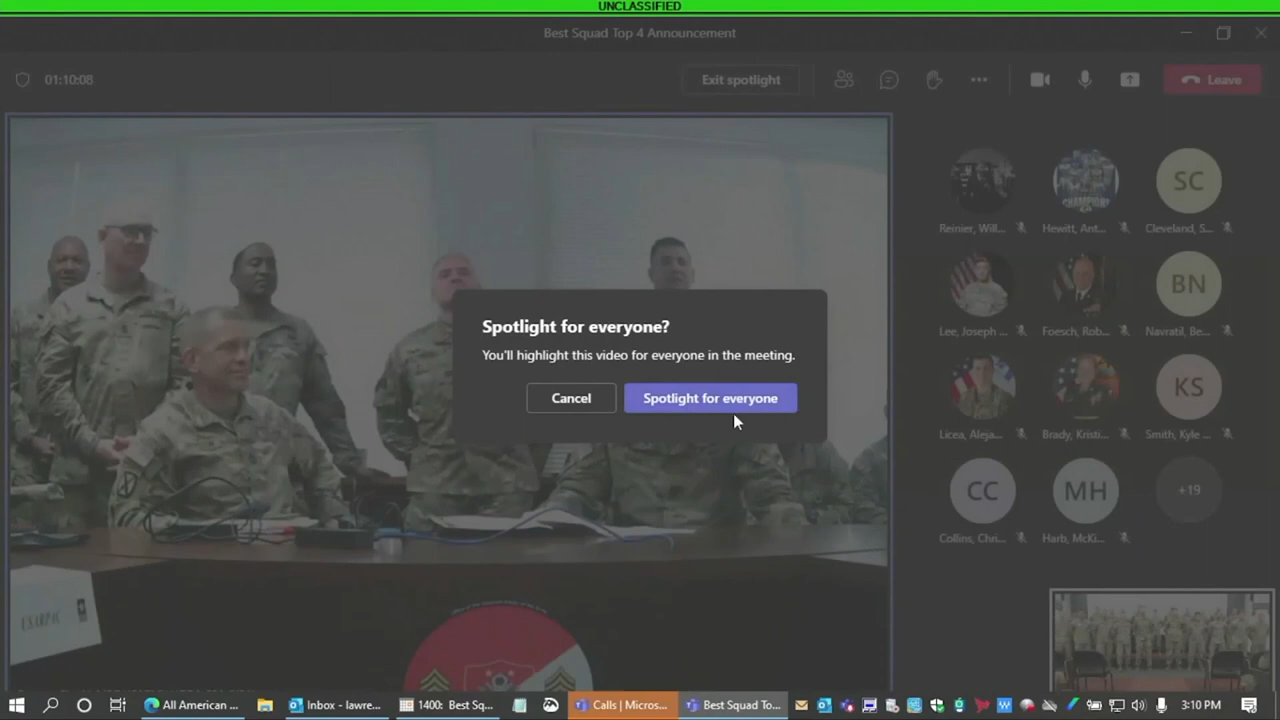 UNCLASSIFIED
Best Squad Top 4 Announcement
01:10:08
Exit spotlight
Leave
SC
Reinier, Will...
Hewitt, Ant...
Cleveland, S...
BN
Lee, Joseph ...
Foesch, Rob...
Navratil, Be...
KS
Licea, Aleja...
Brady, Kristi...
Smith, Kyle ...
CC
MH
+19
Collins, Chri...
Harb, McKi...
Spotlight for everyone?
You'll highlight this video for everyone in the meeting.
Cancel
Spotlight for everyone
USARPAC
All American ...
Inbox - lawre...
1400: Best Sq...
Calls | Micros...
Best Squad To...
3:10 PM